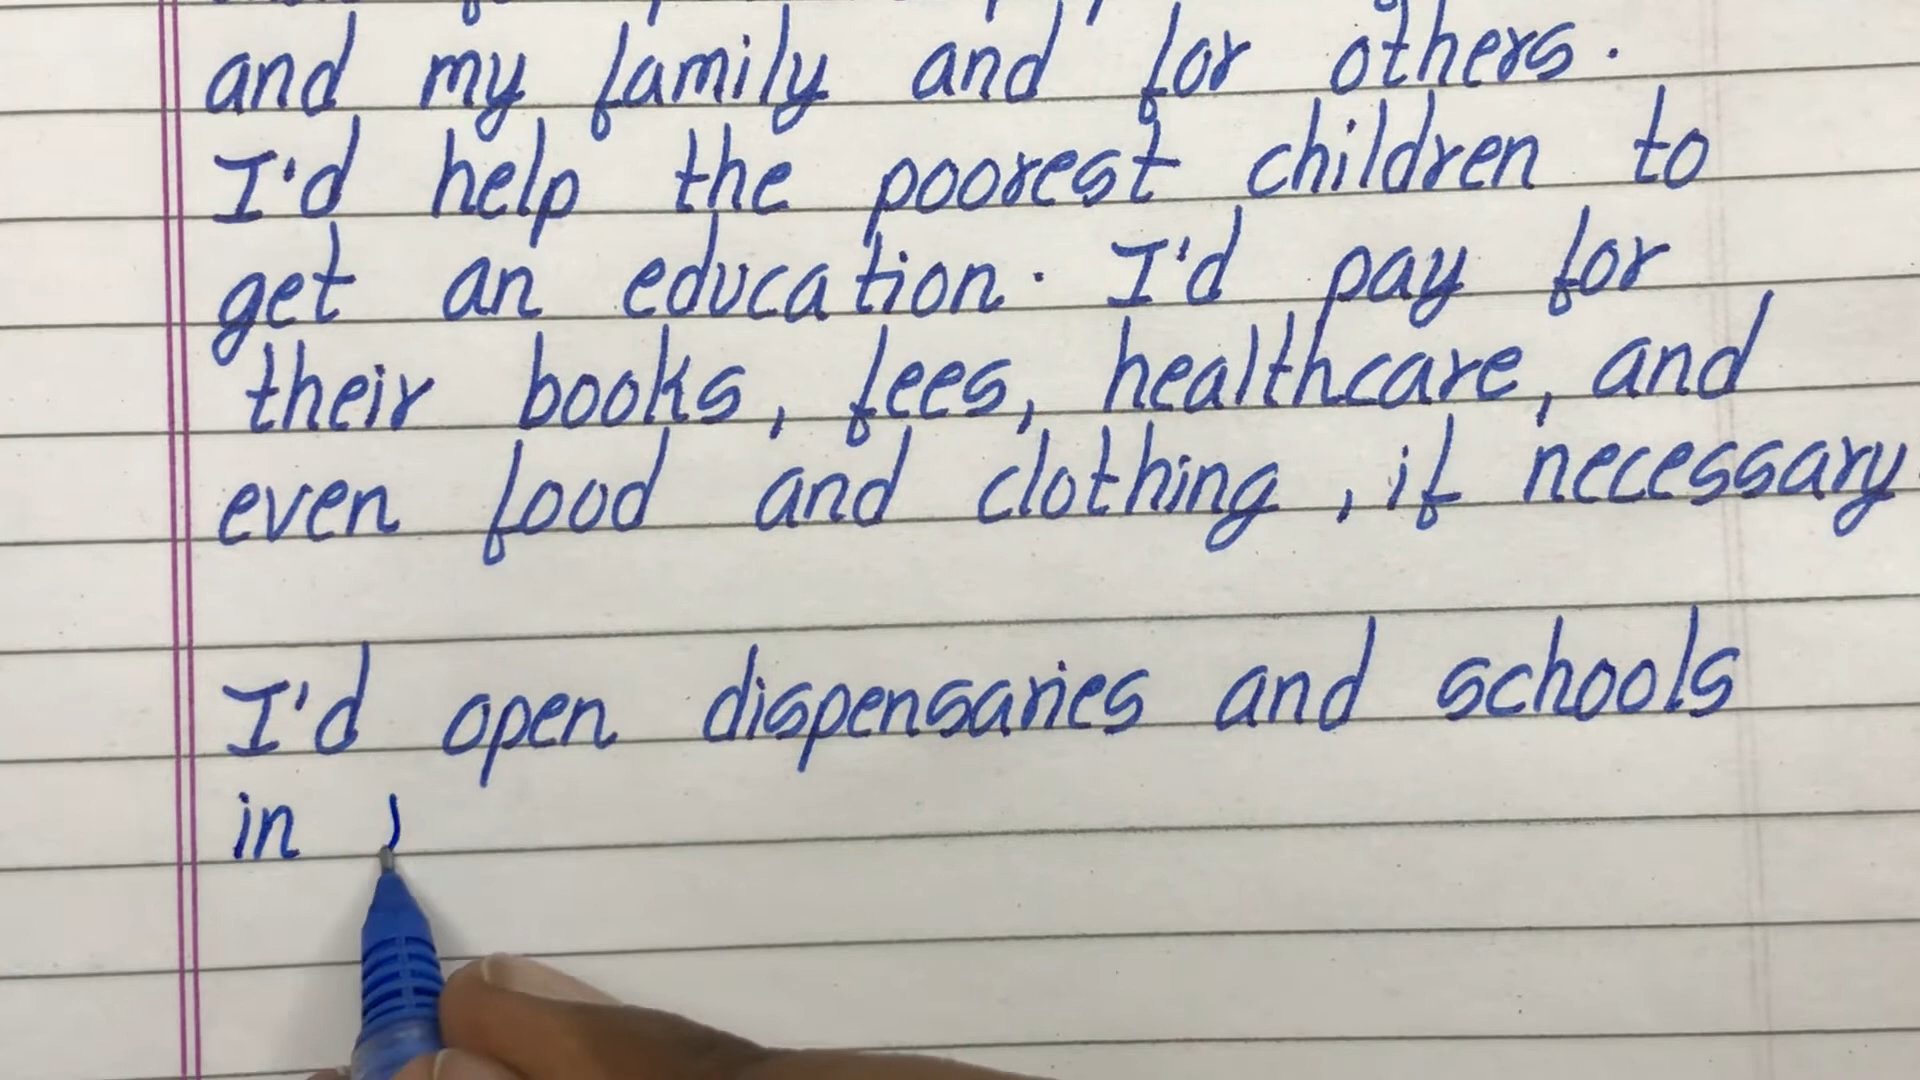 and my family and for others.
I'd help the poorest children to
get an education. I'd pay for
their books, fees, healthcare, and
even food and clothing, if necessary.
I'd open dispensaries and schools
in